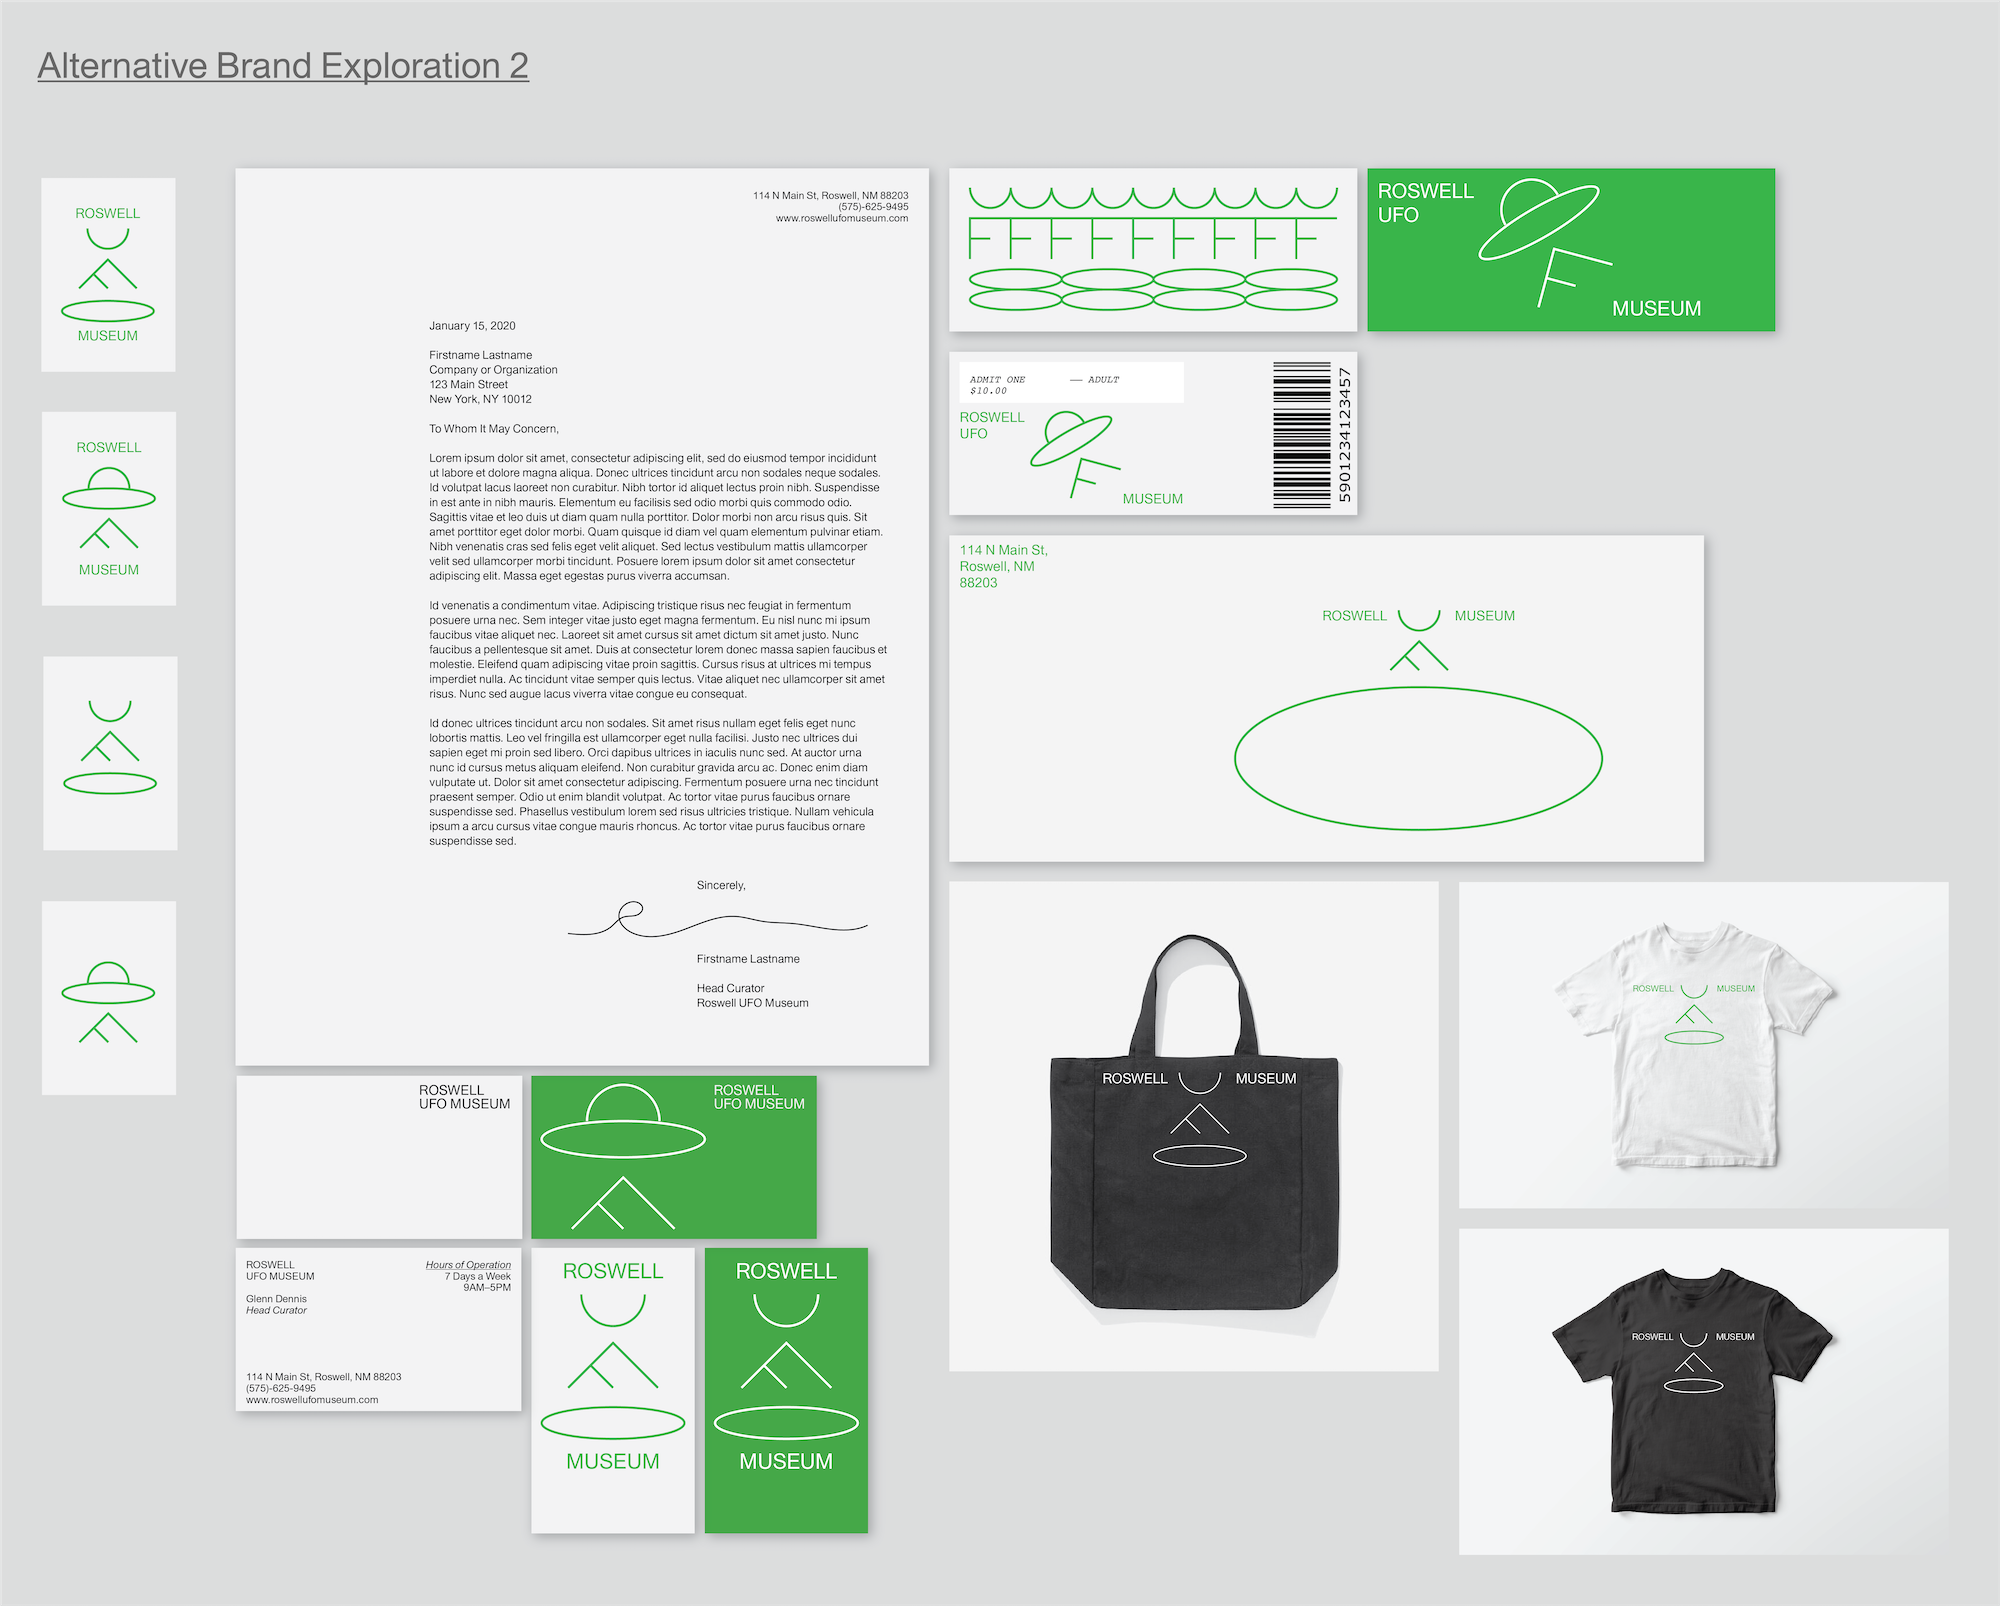 Alternative Brand Exploration 2
ROSWELL
U
F
O
MUSEUM
ROSWELL
F
MUSEUM
U
F
O
F
114 N Main St, Roswell, NM 88203
(575)-625-9495
www.roswellufomuseum.com
January 15, 2020
Firstname Lastname
Company or Organization
123 Main Street
New York, NY 10012
To Whom It May Concern,
Lorem ipsum dolor sit amet, consectetur adipiscing elit, sed do eiusmod tempor incididunt
ut labore et dolore magna aliqua. Donec ultrices tincidunt arcu non sodales neque sodales.
Id volutpat lacus laoreet non curabitur. Nibh tortor id aliquet lectus proin nibh. Suspendisse
in est ante in nibh mauris. Elementum eu facilisis sed odio morbi quis commodo odio.
Sagittis vitae et leo duis ut diam quam nulla porttitor. Dolor morbi non arcu risus quis. Sit
amet porttitor eget dolor morbi. Quam quisque id diam vel quam elementum pulvinar etiam.
Nibh venenatis cras sed felis eget velit aliquet. Sed lectus vestibulum mattis ullamcorper
velit sed ullamcorper morbi tincidunt. Posuere lorem ipsum dolor sit amet consectetur
adipiscing elit. Massa eget egestas purus viverra accumsan.
Id venenatis a condimentum vitae. Adipiscing tristique risus nec feugiat in fermentum
posuere urna nec. Sem integer vitae justo eget magna fermentum. Eu nisl nunc mi ipsum
faucibus vitae aliquet nec. Laoreet sit amet cursus sit amet dictum sit amet justo. Nunc
faucibus a pellentesque sit amet. Duis at consectetur lorem donec massa sapien faucibus et
molestie. Eleifend quam adipiscing vitae proin sagittis. Cursus risus at ultrices mi tempus
imperdiet nulla. Ac tincidunt vitae semper quis lectus. Vitae aliquet nec ullamcorper sit amet
risus. Nunc sed augue lacus viverra vitae congue eu consequat.
Id donec ultrices tincidunt arcu non sodales. Sit amet risus nullam eget felis eget nunc
lobortis mattis. Leo vel fringilla est ullamcorper eget nulla facilisi. Justo nec ultrices dui
sapien eget mi proin sed libero. Orci dapibus ultrices in iaculis nunc sed. At auctor urna
nunc id cursus metus aliquam eleifend. Non curabitur gravida arcu ac. Donec enim diam
vulputate ut. Dolor sit amet consectetur adipiscing. Fermentum posuere urna nec tincidunt
praesent semper. Odio ut enim blandit volutpat. Ac tortor vitae purus faucibus ornare
suspendisse sed. Phasellus vestibulum lorem sed risus ultricies tristique. Nullam vehicula
ipsum a arcu cursus vitae congue mauris rhoncus. Ac tortor vitae purus faucibus ornare
suspendisse sed.
Sincerely,
Firstname Lastname
Head Curator
Roswell UFO Museum
ROSWELL
UFO MUSEUM
ROSWELL
UFO MUSEUM
F
ROSWELL
UFO MUSEUM
Glenn Dennis
Head Curator
Hours of Operation
7 Days a Week
9AM–5PM
114 N Main St, Roswell, NM 88203
(575)-625-9495
www.roswellufomuseum.com
ROSWELL
U
F
O
MUSEUM
ROSWELL
U
F
O
MUSEUM
UUUUUUUUU
FFFFFFFFF
OOOO
OOOO
ROSWELL
UFO
F
MUSEUM
ADMIT ONE — ADULT
$10.00
ROSWELL
UFO
F
MUSEUM
5901234123457
114 N Main St,
Roswell, NM
88203
ROSWELL U MUSEUM
F
O
ROSWELL U MUSEUM
F
O
ROSWELL U MUSEUM
F
O
ROSWELL U MUSEUM
F
O